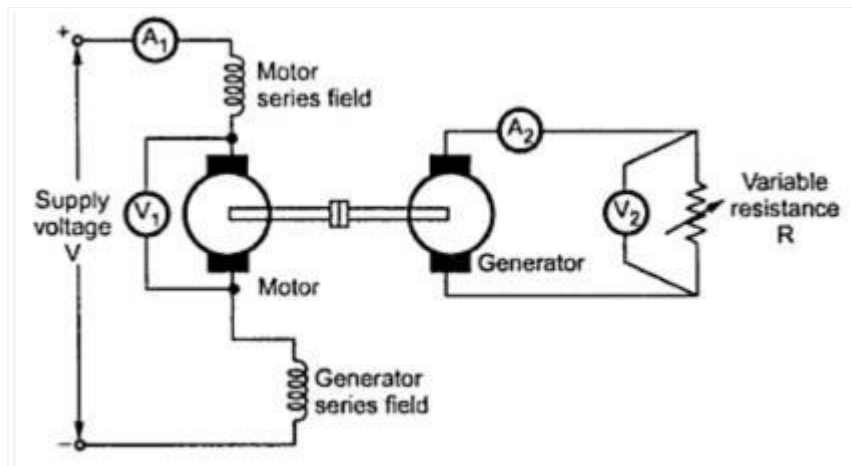 +
A1
Motor
series field
A2
Supply
voltage
V
V1
V2
Variable
resistance
R
Generator
Motor
Generator
series field
−